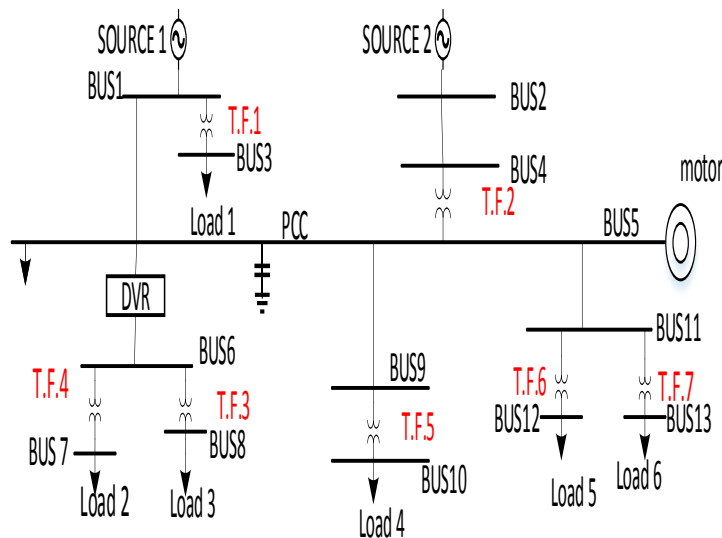 SOURCE 1
SOURCE 2
BUS1
BUS2
T.F.1
BUS3
BUS4
motor
T.F.2
Load 1
PCC
BUS5
DVR
BUS11
BUS6
BUS9
T.F.4
T.F.3
T.F.6
T.F.7
BUS12
BUS13
T.F.5
BUS 7
BUS8
BUS10
Load 2
Load 3
Load 4
Load 5
Load 6